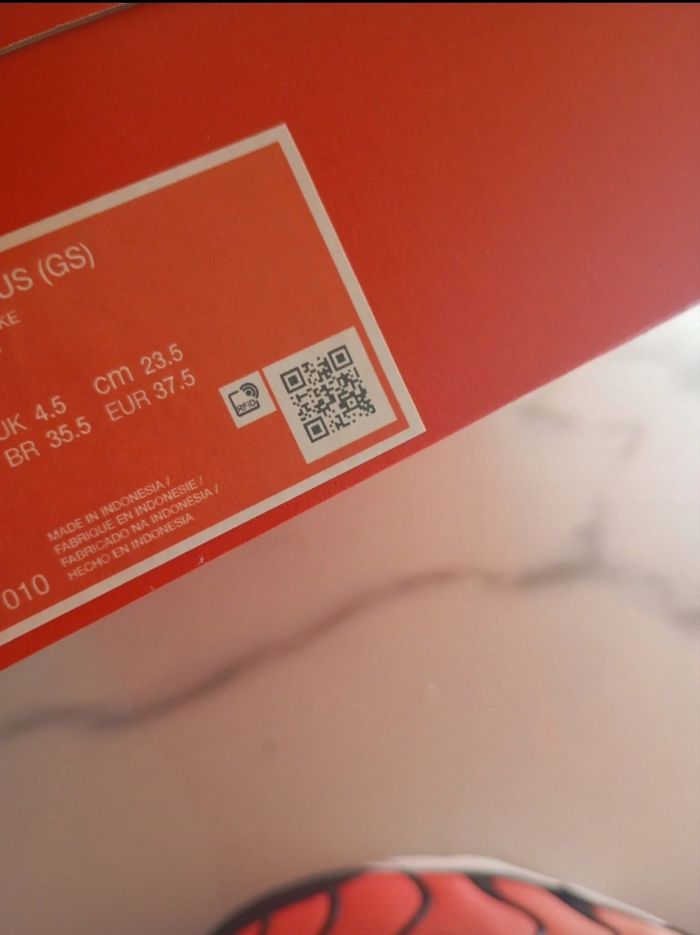 US (GS)
KE
UK 4.5 cm 23.5
BR 35.5 EUR 37.5
RFID
MADE IN INDONESIA /
FABRIQUE EN INDONESIE /
FABRICADO NA INDONÉSIA /
HECHO EN INDONESIA
010